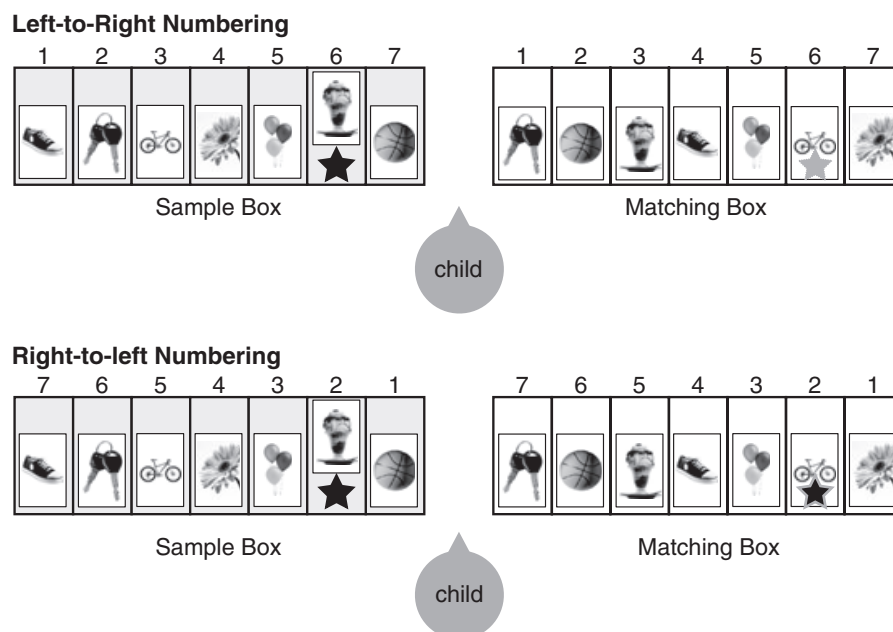 Left-to-Right Numbering
1 2 3 4 5 6 7 1 2 3 4 5 6 7
Sample Box Matching Box
child
Right-to-left Numbering
7 6 5 4 3 2 1 7 6 5 4 3 2 1
Sample Box Matching Box
child